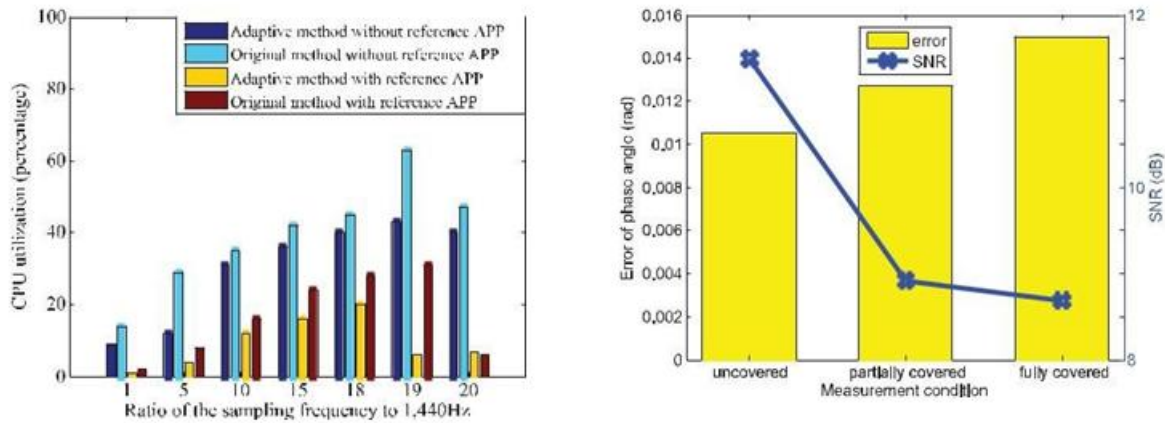 100
80
60
40
20
0
CPU utilization (percentage)
Adaptive method without reference APP
Original method without reference APP
Adaptive method with reference APP
Original method with reference APP
1 5 10 15 18 19 20
Ratio of the sampling frequency to 1,440Hz
0.016
0.014
0.012
0.01
0.008
0.006
0.004
0.002
0
Error of phase angle (rad)
error
SNR
12
10
8
SNR (dB)
uncovered partially covered fully covered
Measurement condition